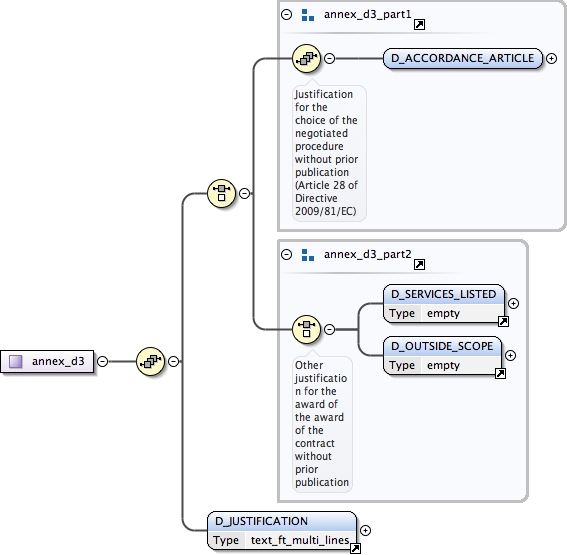 annex_d3_part1
D_ACCORDANCE_ARTICLE
Justification
for the
choice of the
negotiated
procedure
without prior
publication
(Article 28 of
Directive
2009/81/EC)
annex_d3_part2
D_SERVICES_LISTED
Type empty
D_OUTSIDE_SCOPE
Type empty
Other
justificatio
n for the
award of
the award
of the
contract
without
prior
publication
annex_d3
D_JUSTIFICATION
Type text_ft_multi_lines